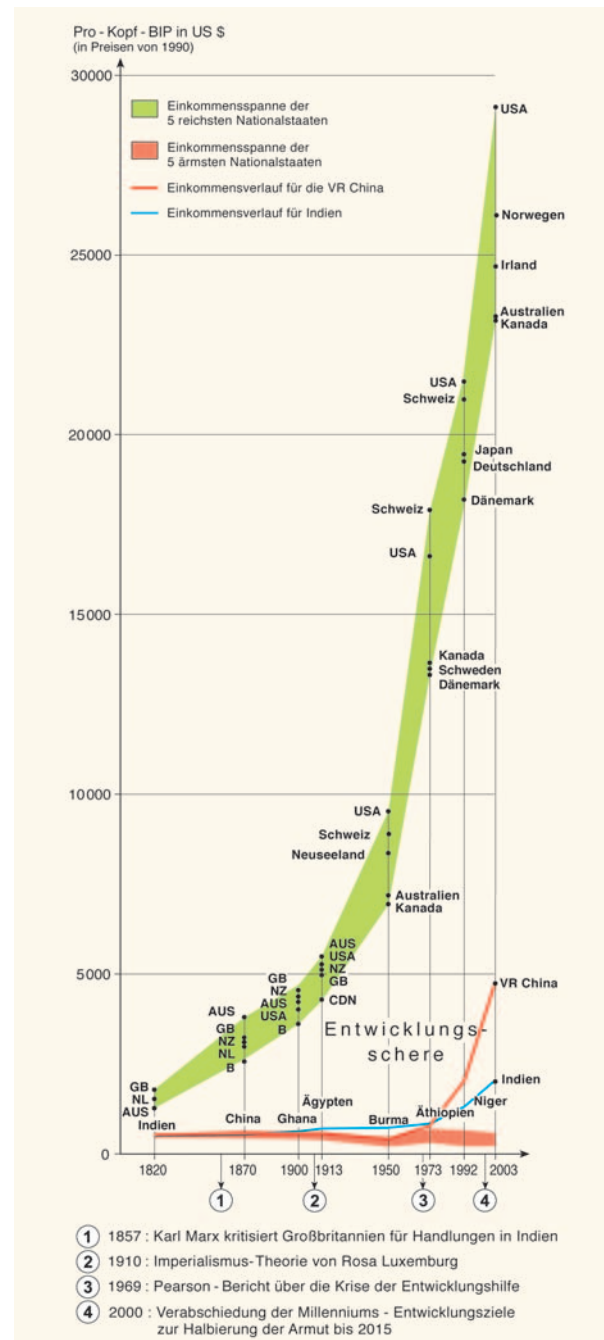 Pro - Kopf - BIP in US $
(in Preisen von 1990)
30000
Einkommensspanne der
5 reichsten Nationalstaaten
USA
Einkommensspanne der
5 ärmsten Nationalstaaten
Einkommensverlauf für die VR China
Einkommensverlauf für Indien
Norwegen
25000
Irland
Australien
Kanada
USA
Schweiz
20000
Japan
Deutschland
Dänemark
Schweiz
USA
15000
Kanada
Schweden
Dänemark
10000
USA
Schweiz
Neuseeland
Australien
Kanada
AUS
USA
NZ
GB
CDN
5000
GB
NZ
AUS
USA
B
AUS
GB
NZ
NL
B
VR China
Entwicklungs-
schere
GB
NL
AUS
Indien
China
Ghana
Ägypten
Burma
Äthiopien
Niger
Indien
0
1820 1870 1900 1913 1950 1973 1992 2003
1 2 3 4
1 1857 : Karl Marx kritisiert Großbritannien für Handlungen in Indien
2 1910 : Imperialismus-Theorie von Rosa Luxemburg
3 1969 : Pearson - Bericht über die Krise der Entwicklungshilfe
4 2000 : Verabschiedung der Millenniums - Entwicklungsziele
zur Halbierung der Armut bis 2015